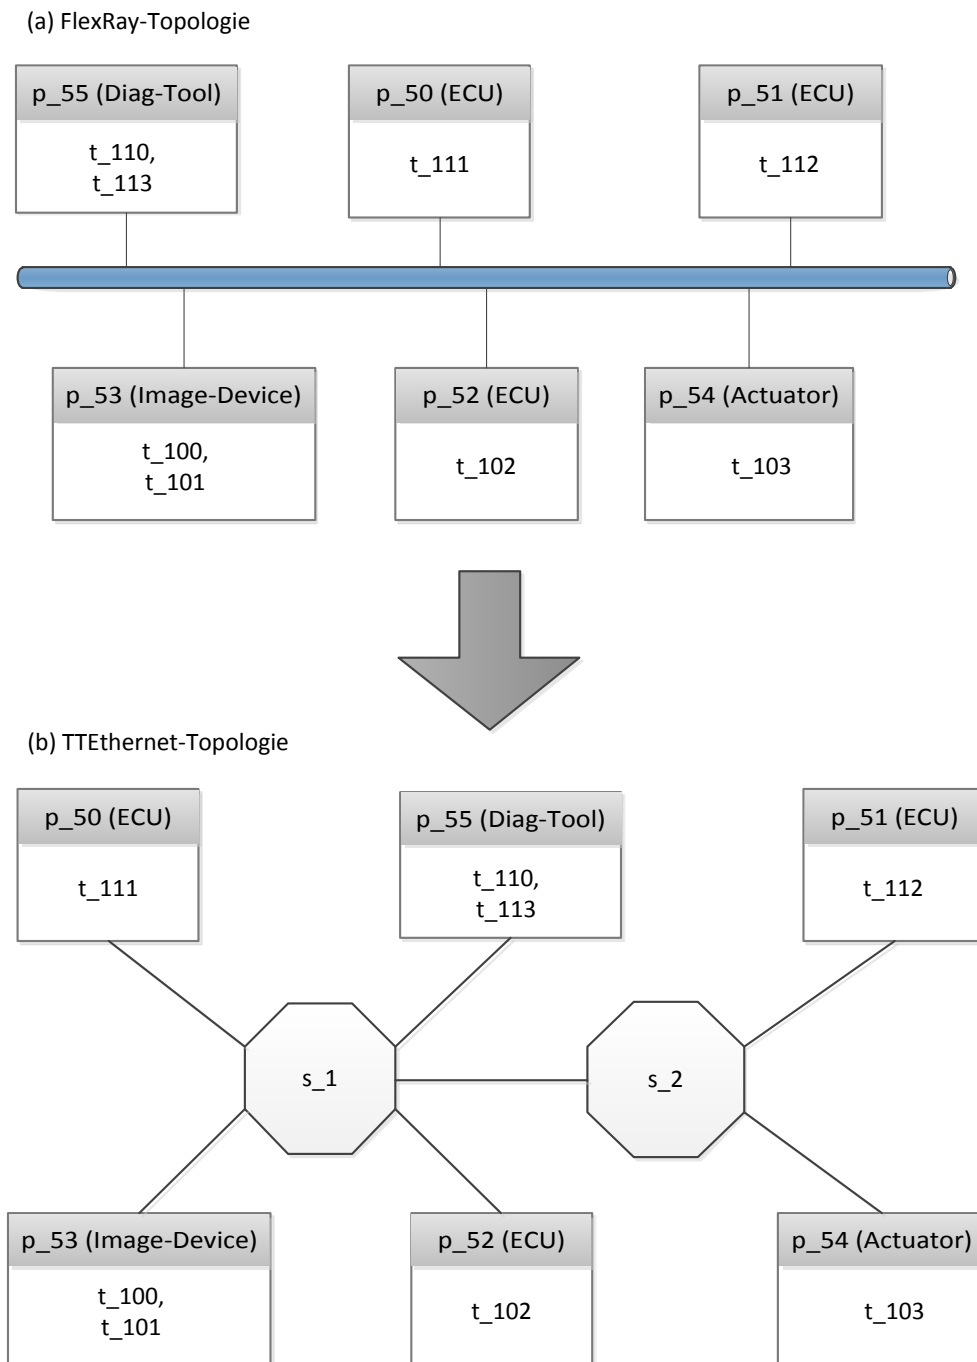 (a) FlexRay-Topologie
p_55 (Diag-Tool)
t_110,
t_113
p_50 (ECU)
t_111
p_51 (ECU)
t_112
p_53 (Image-Device)
t_100,
t_101
p_52 (ECU)
t_102
p_54 (Actuator)
t_103
(b) TTEthernet-Topologie
p_50 (ECU)
t_111
p_55 (Diag-Tool)
t_110,
t_113
p_51 (ECU)
t_112
s_1
s_2
p_53 (Image-Device)
t_100,
t_101
p_52 (ECU)
t_102
p_54 (Actuator)
t_103